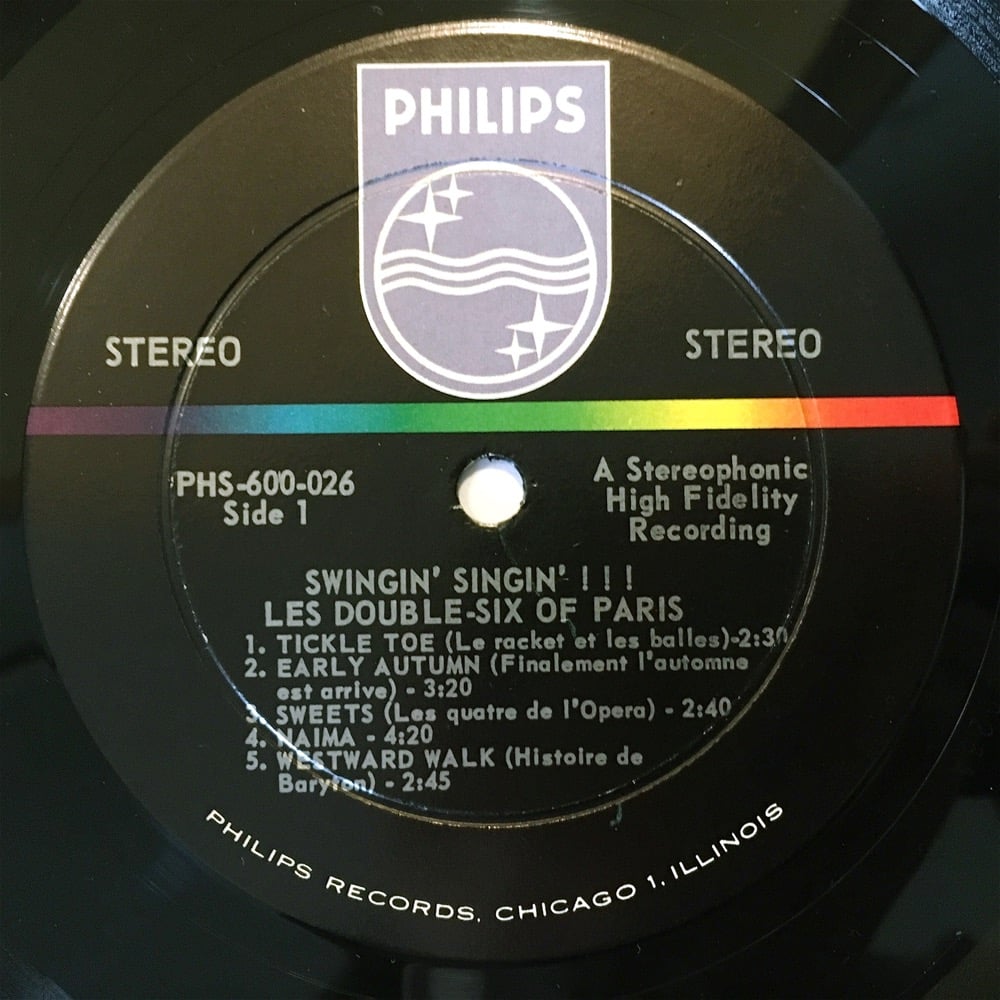 PHILIPS
STEREO
STEREO
PHS-600-026
Side 1
A Stereophonic
High Fidelity
Recording
SWINGIN' SINGIN' ! ! !
LES DOUBLE-SIX OF PARIS
1. TICKLE TOE (Le racket et les balles)-2:30
2. EARLY AUTUMN (Finalement l'automne
est arrive) - 3:20
3. SWEETS (Les quatre de l'Opera) - 2:40
4. NAIMA - 4:20
5. WESTWARD WALK (Histoire de
Baryton) - 2:45
PHILIPS RECORDS, CHICAGO 1, ILLINOIS